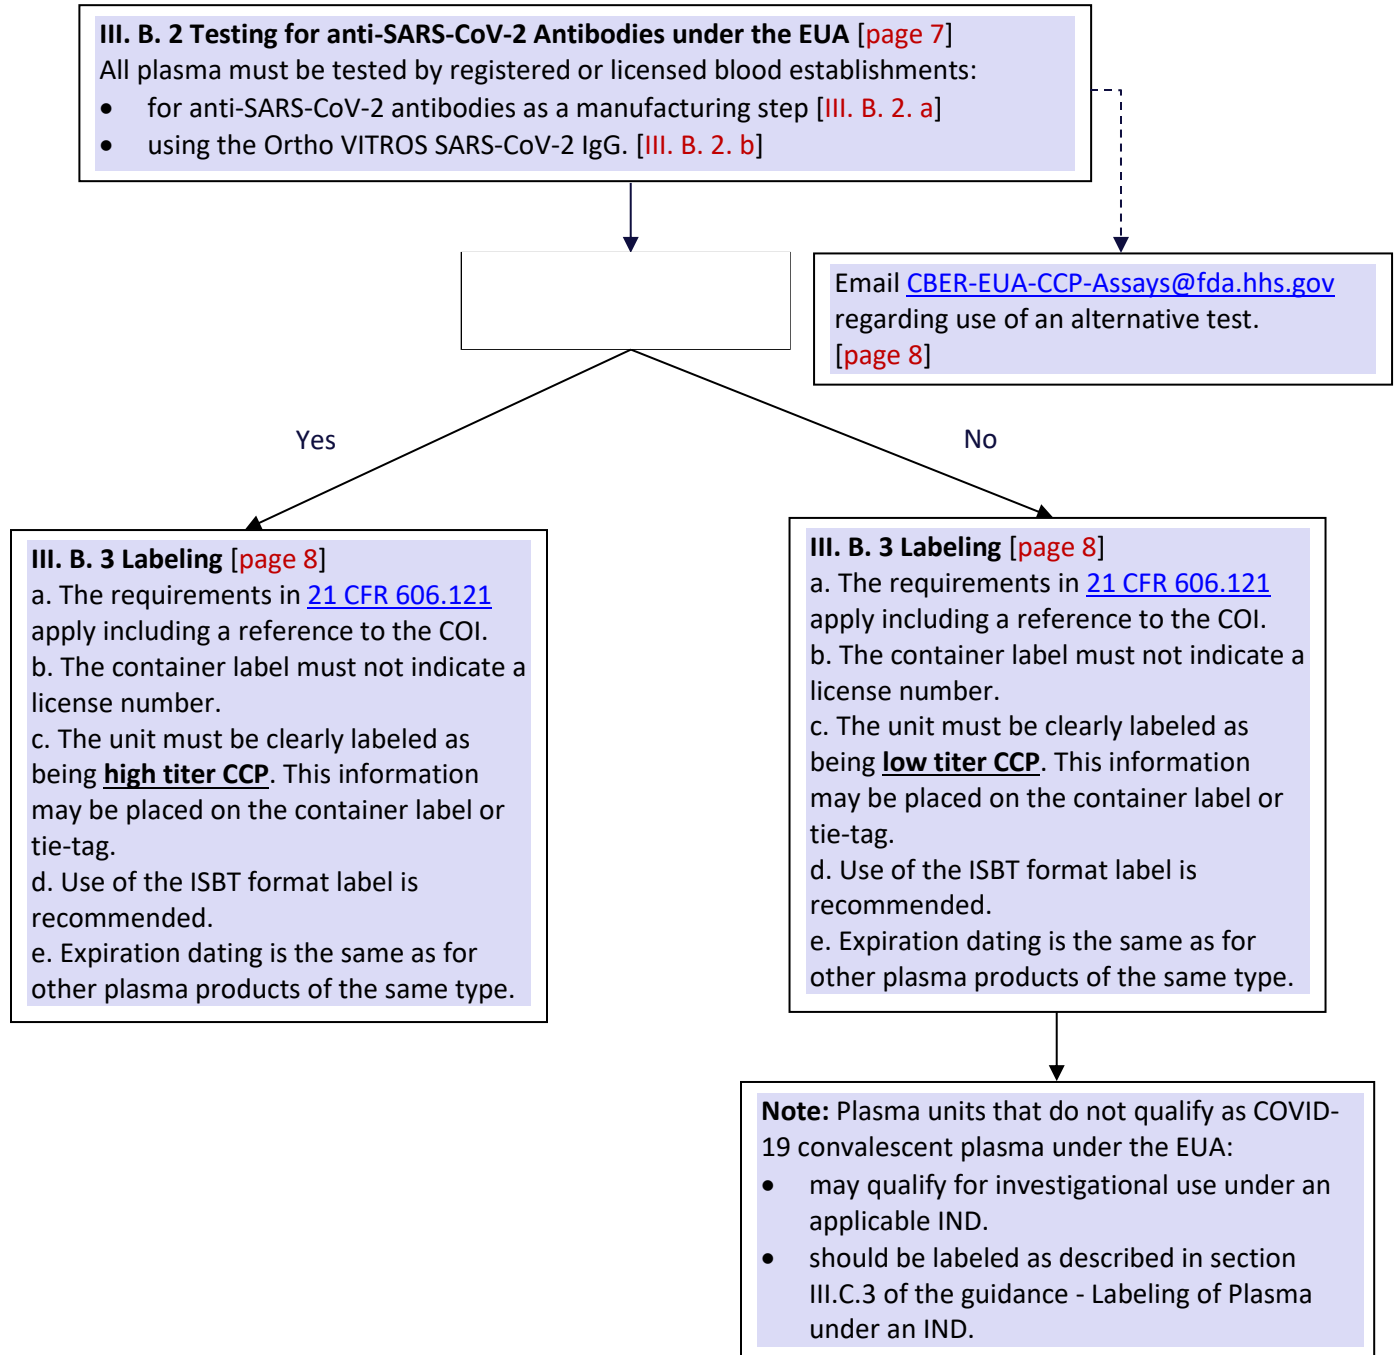 III. B. 2 Testing for anti-SARS-CoV-2 Antibodies under the EUA [page 7]
All plasma must be tested by registered or licensed blood establishments:
• for anti-SARS-CoV-2 antibodies as a manufacturing step [III. B. 2. a]
• using the Ortho VITROS SARS-CoV-2 IgG. [III. B. 2. b]
Email CBER-EUA-CCP-Assays@fda.hhs.gov
regarding use of an alternative test.
[page 8]
Yes
No
III. B. 3 Labeling [page 8]
a. The requirements in 21 CFR 606.121
apply including a reference to the COI.
b. The container label must not indicate a
license number.
c. The unit must be clearly labeled as
being high titer CCP. This information
may be placed on the container label or
tie-tag.
d. Use of the ISBT format label is
recommended.
e. Expiration dating is the same as for
other plasma products of the same type.
III. B. 3 Labeling [page 8]
a. The requirements in 21 CFR 606.121
apply including a reference to the COI.
b. The container label must not indicate a
license number.
c. The unit must be clearly labeled as
being low titer CCP. This information
may be placed on the container label or
tie-tag.
d. Use of the ISBT format label is
recommended.
e. Expiration dating is the same as for
other plasma products of the same type.
Note: Plasma units that do not qualify as COVID-
19 convalescent plasma under the EUA:
• may qualify for investigational use under an
applicable IND.
• should be labeled as described in section
III.C.3 of the guidance - Labeling of Plasma
under an IND.